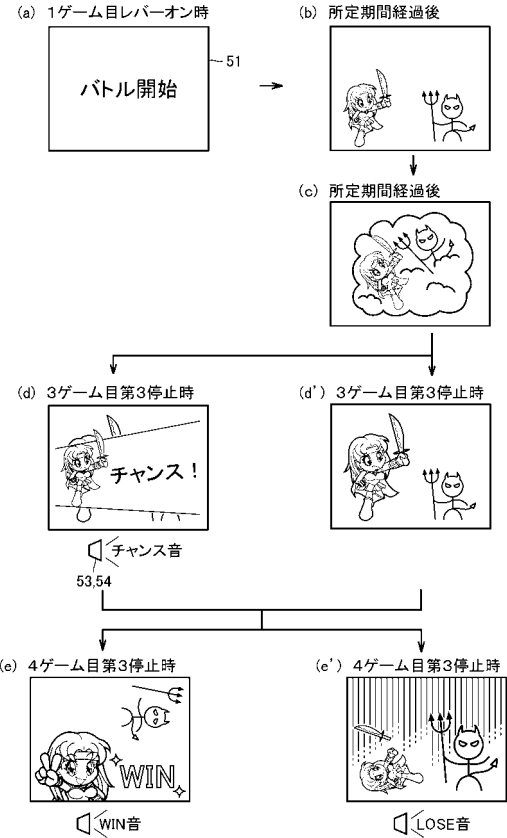 (a) 1ゲーム目レバーオン時
バトル開始
51
(b) 所定期間経過後
(c) 所定期間経過後
(d) 3ゲーム目第3停止時
チャンス!
チャンス音
53,54
(d') 3ゲーム目第3停止時
(e) 4ゲーム目第3停止時
WIN
WIN音
(e') 4ゲーム目第3停止時
LOSE音